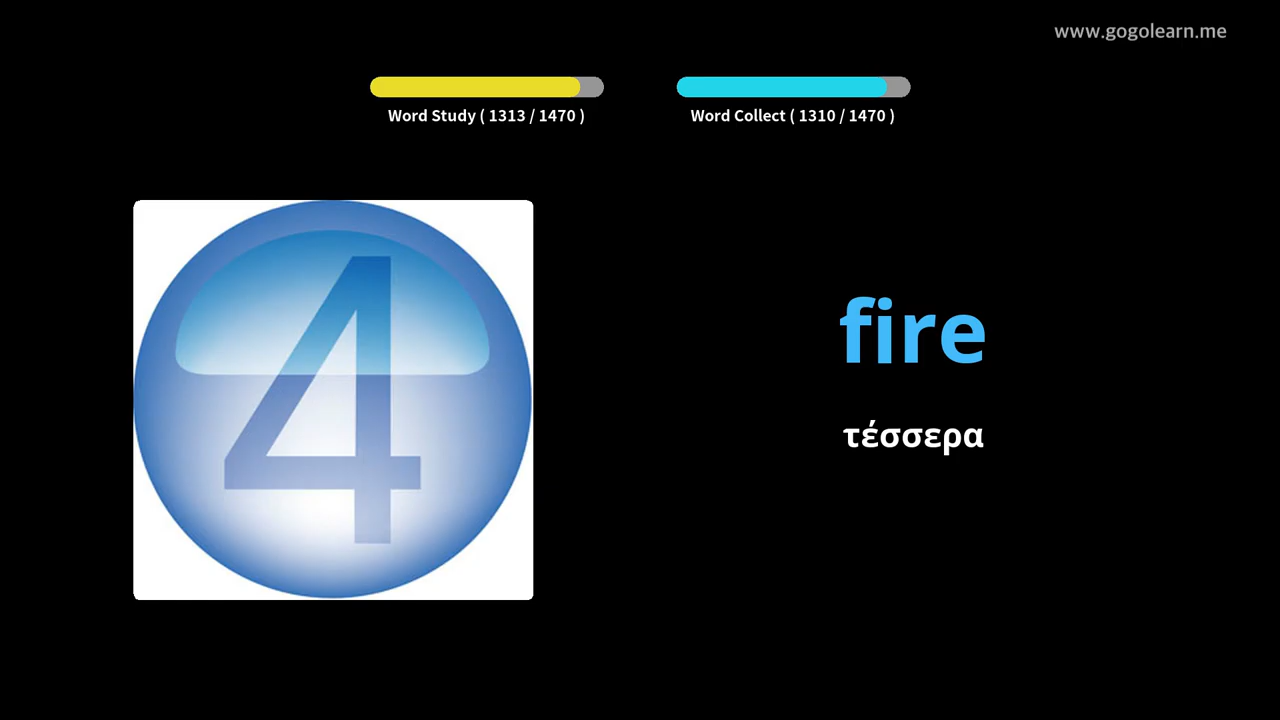 www.gogolearn.me
Word Study ( 1313 / 1470 )
Word Collect ( 1310 / 1470 )
4
fire
τέσσερα